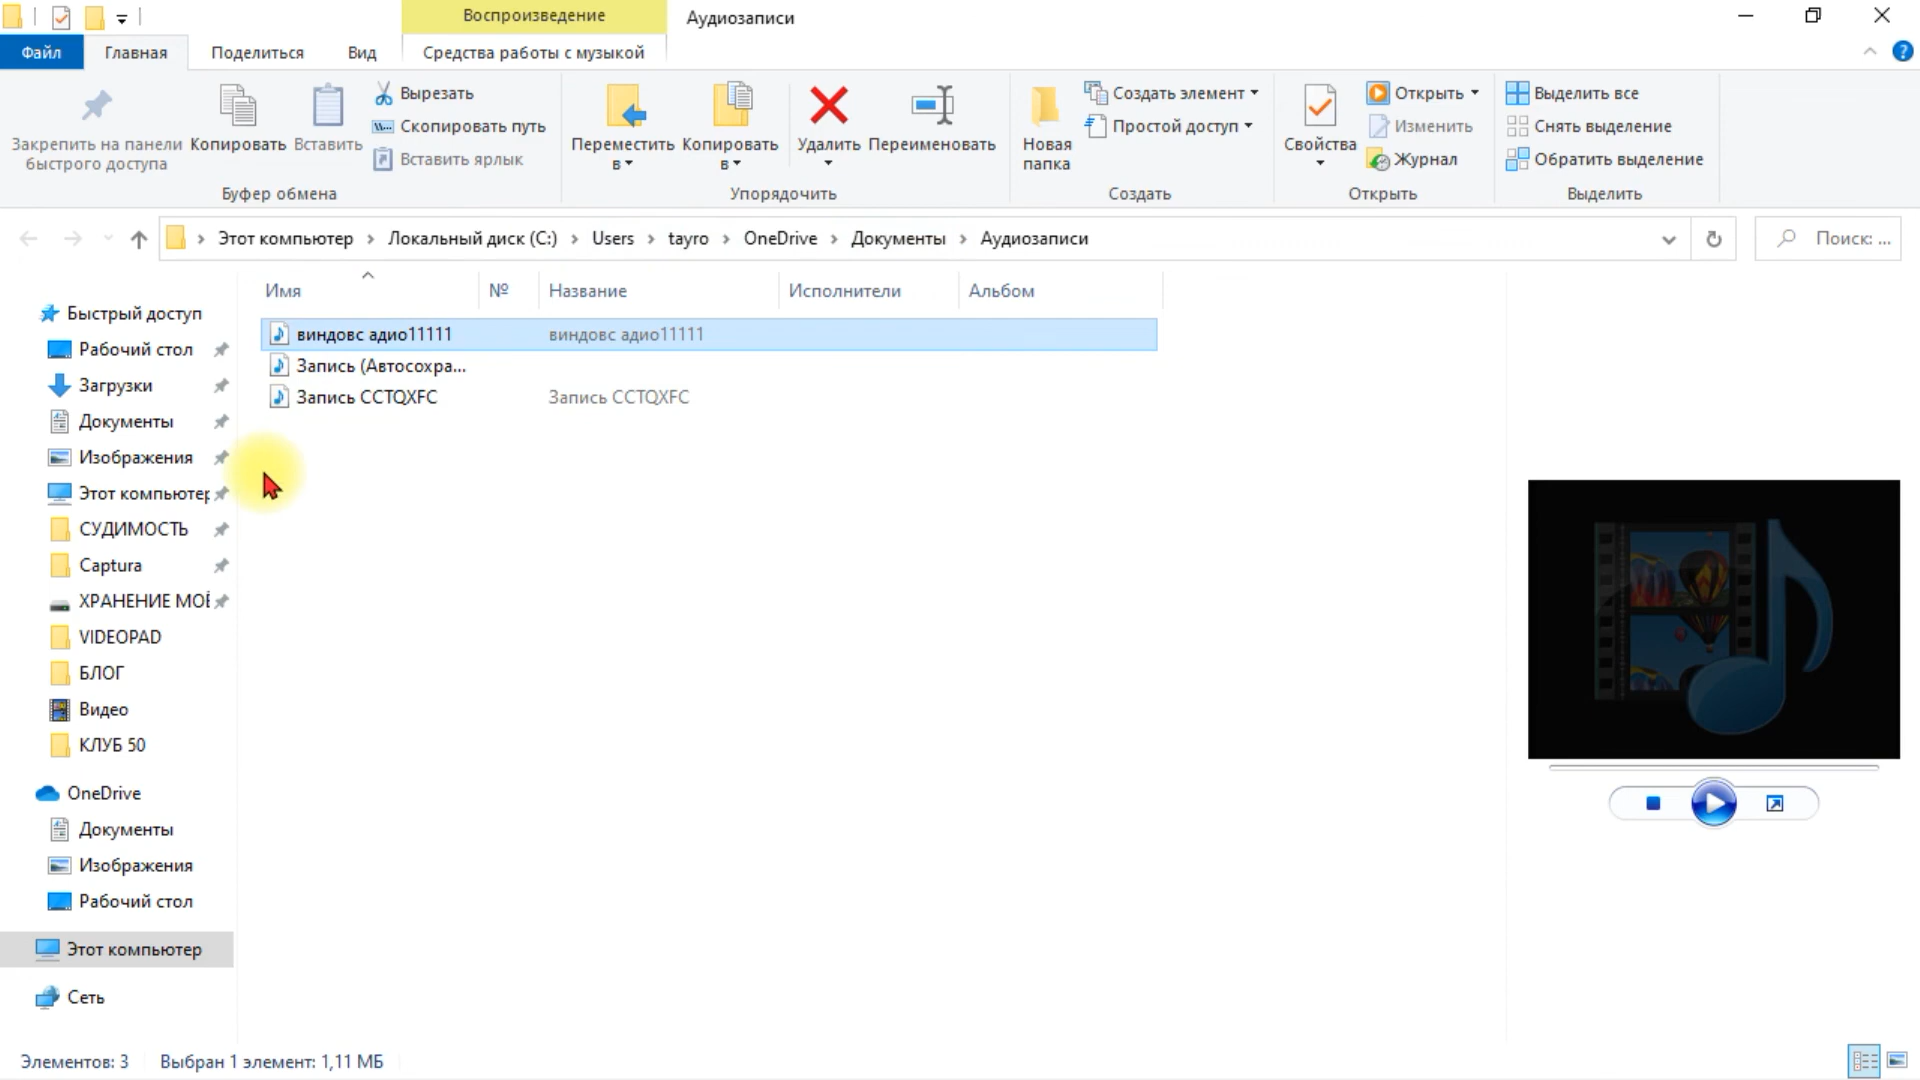 Воспроизведение
Аудиозаписи
Файл
Главная
Поделиться
Вид
Средства работы с музыкой
Закрепить на панели
быстрого доступа
Копировать
Вставить
Вырезать
Скопировать путь
Вставить ярлык
Буфер обмена
Переместить
в
Копировать
в
Удалить
Переименовать
Упорядочить
Новая
папка
Создать элемент
Простой доступ
Создать
Свойства
Открыть
Изменить
Журнал
Открыть
Выделить все
Снять выделение
Обратить выделение
Выделить
Этот компьютер > Локальный диск (C:) > Users > tayro > OneDrive > Документы > Аудиозаписи
Поиск: ...
Имя № Название Исполнители Альбом
виндовс адио11111 виндовс адио11111
Запись (Автосохра...
Запись CCTQXFC Запись CCTQXFC
Быстрый доступ
Рабочий стол
Загрузки
Документы
Изображения
Этот компьютер
СУДИМОСТЬ
Captura
ХРАНЕНИЕ МОЁ
VIDEOPAD
БЛОГ
Видео
КЛУБ 50
OneDrive
Документы
Изображения
Рабочий стол
Этот компьютер
Сеть
Элементов: 3 Выбран 1 элемент: 1,11 МБ